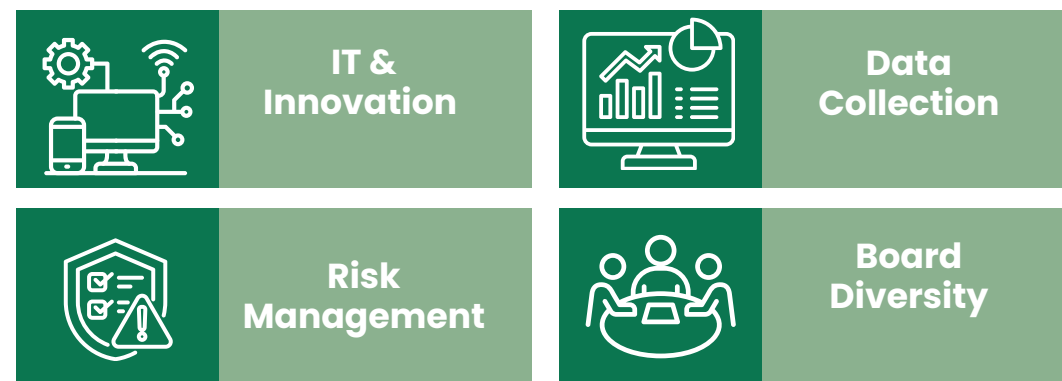 IT &
Innovation
Data
Collection
Risk
Management
Board
Diversity